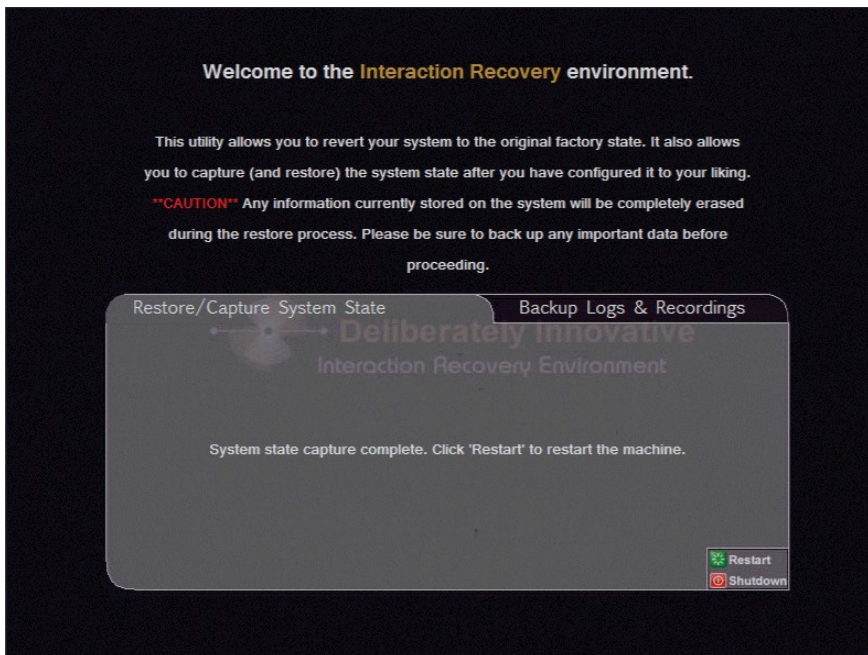 Welcome to the Interaction Recovery environment.
This utility allows you to revert your system to the original factory state. It also allows
you to capture (and restore) the system state after you have configured it to your liking.
**CAUTION** Any information currently stored on the system will be completely erased
during the restore process. Please be sure to back up any important data before
proceeding.
Restore/Capture System State
Backup Logs & Recordings
Deliberately Innovative
Interaction Recovery Environment
System state capture complete. Click 'Restart' to restart the machine.
Restart
Shutdown